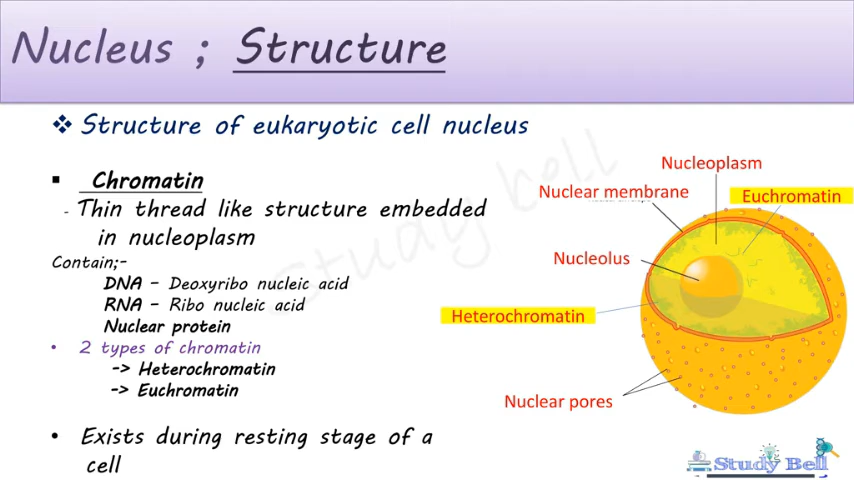 Nucleus ; Structure
❖ Structure of eukaryotic cell nucleus
▪ Chromatin
- Thin thread like structure embedded
in nucleoplasm
Contain;-
DNA – Deoxyribo nucleic acid
RNA – Ribo nucleic acid
Nuclear protein
• 2 types of chromatin
-> Heterochromatin
-> Euchromatin
• Exists during resting stage of a
cell
Nucleoplasm
Nuclear membrane
Euchromatin
Nucleolus
Heterochromatin
Nuclear pores
Study bell
Study Bell